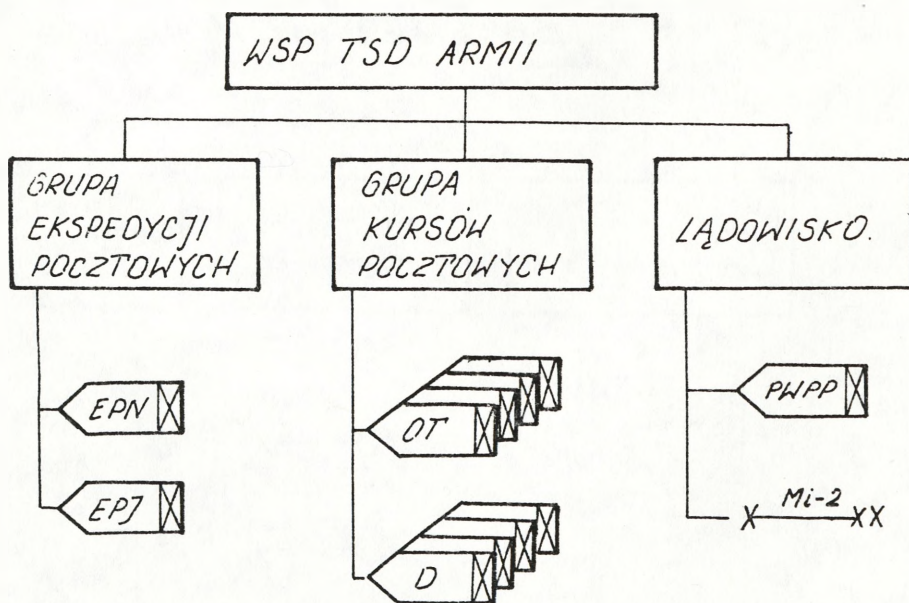 WSP TSD ARMII
GRUPA
EKSPEDYCJI
POCZTOWYCH
GRUPA
KURSÓW
POCZTOWYCH
LĄDOWISKO.
EPN
EPJ
OT
D
PWPP
Mi-2